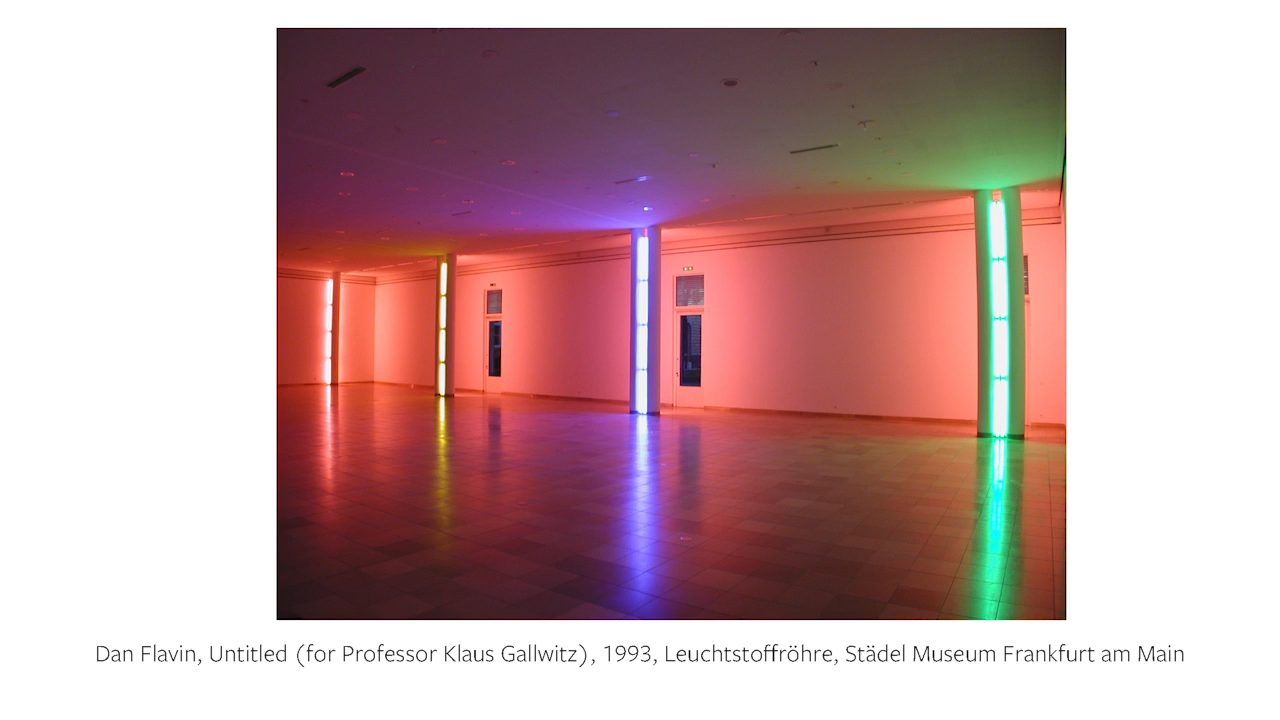 Dan Flavin, Untitled (for Professor Klaus Gallwitz), 1993, Leuchtstoffröhre, Städel Museum Frankfurt am Main